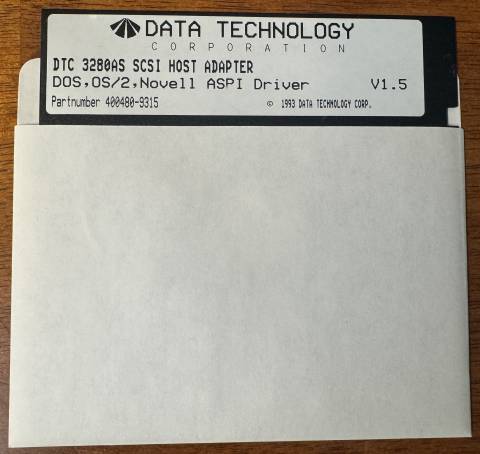 DATA TECHNOLOGY
CORPORATION
DTC 3280AS SCSI HOST ADAPTER
DOS,OS/2,Novell ASPI Driver V1.5
Partnumber 400480-9315 © 1993 DATA TECHNOLOGY CORP.